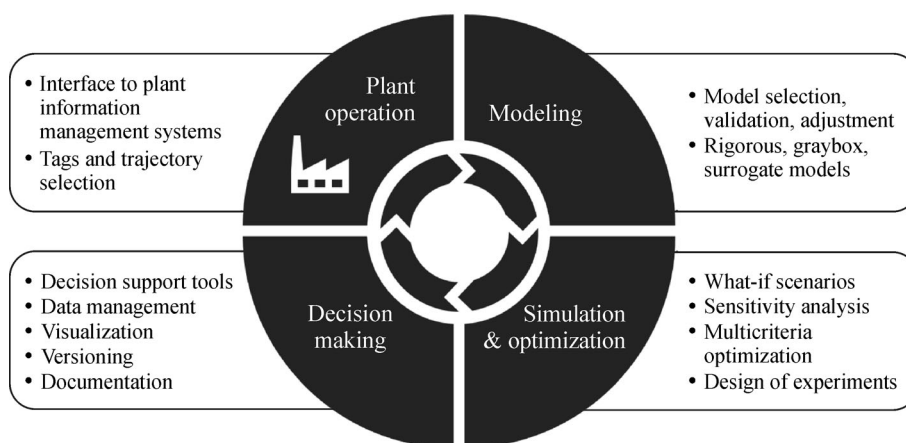 • Interface to plant
information
management systems
• Tags and trajectory
selection
Plant
operation
Modeling
• Model selection,
validation, adjustment
• Rigorous, graybox,
surrogate models
• Decision support tools
• Data management
• Visualization
• Versioning
• Documentation
Decision
making
Simulation
& optimization
• What-if scenarios
• Sensitivity analysis
• Multicriteria
optimization
• Design of experiments